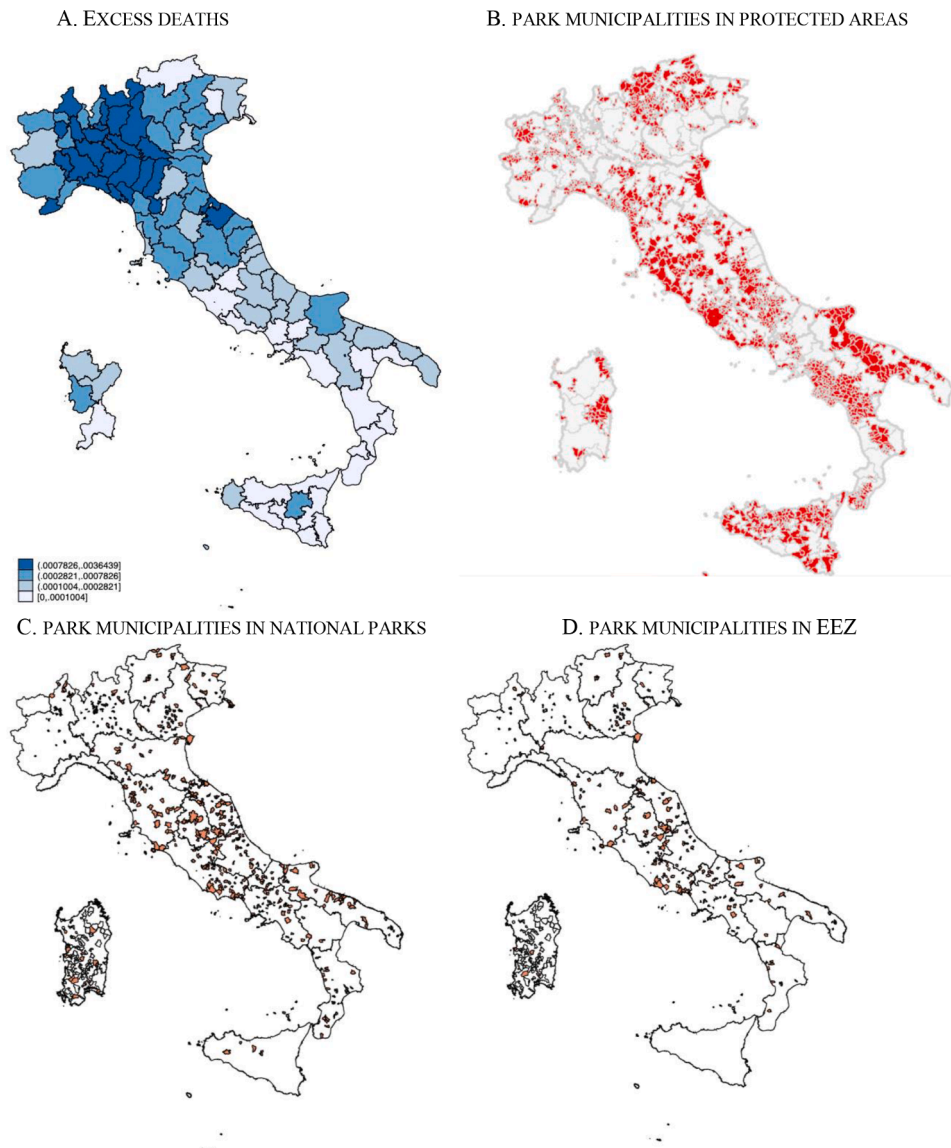 A. EXCESS DEATHS
B. PARK MUNICIPALITIES IN PROTECTED AREAS
(.0007826,.0036439]
(.0002821,.0007826]
(.0001004,.0002821]
[0,.0001004]
C. PARK MUNICIPALITIES IN NATIONAL PARKS
D. PARK MUNICIPALITIES IN EEZ